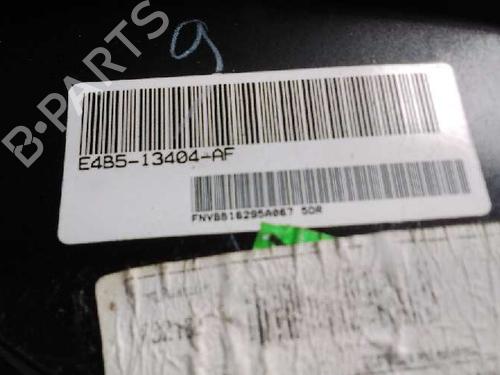 9
B-PARTS
E4B5-13404-AF
FNVBB16295A067 5DR